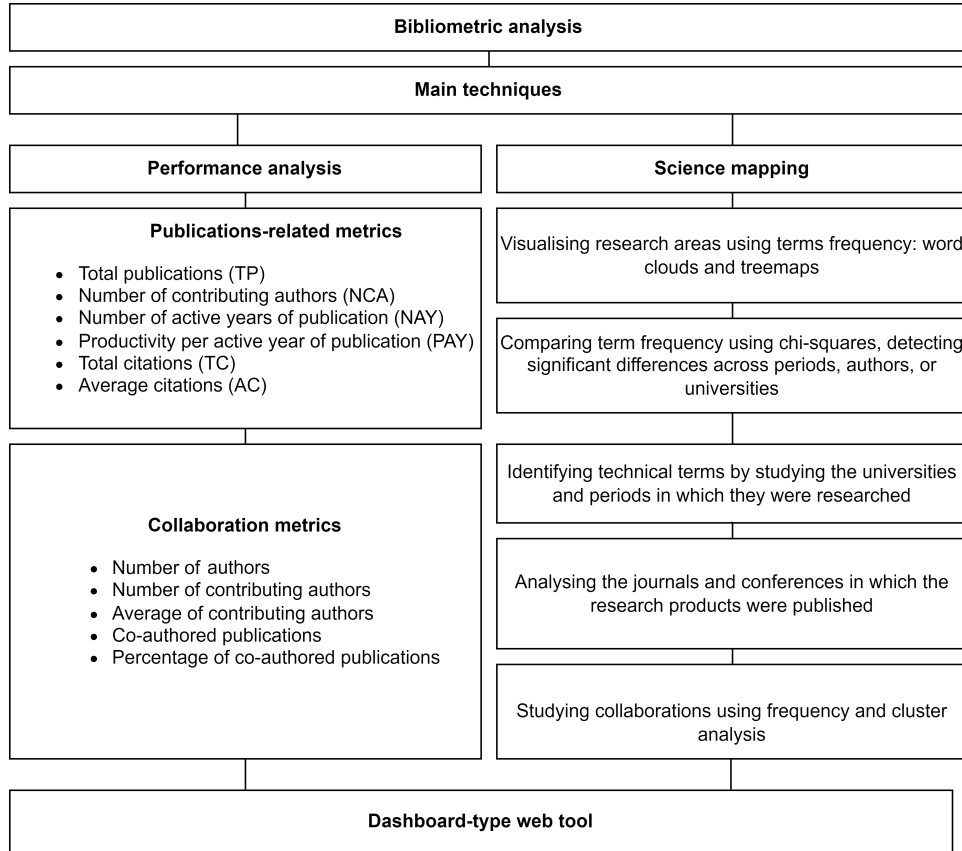 Bibliometric analysis
Main techniques
Performance analysis
Publications-related metrics
• Total publications (TP)
• Number of contributing authors (NCA)
• Number of active years of publication (NAY)
• Productivity per active year of publication (PAY)
• Total citations (TC)
• Average citations (AC)
Collaboration metrics
• Number of authors
• Number of contributing authors
• Average of contributing authors
• Co-authored publications
• Percentage of co-authored publications
Science mapping
Visualising research areas using terms frequency: word
clouds and treemaps
Comparing term frequency using chi-squares, detecting
significant differences across periods, authors, or
universities
Identifying technical terms by studying the universities
and periods in which they were researched
Analysing the journals and conferences in which the
research products were published
Studying collaborations using frequency and cluster
analysis
Dashboard-type web tool